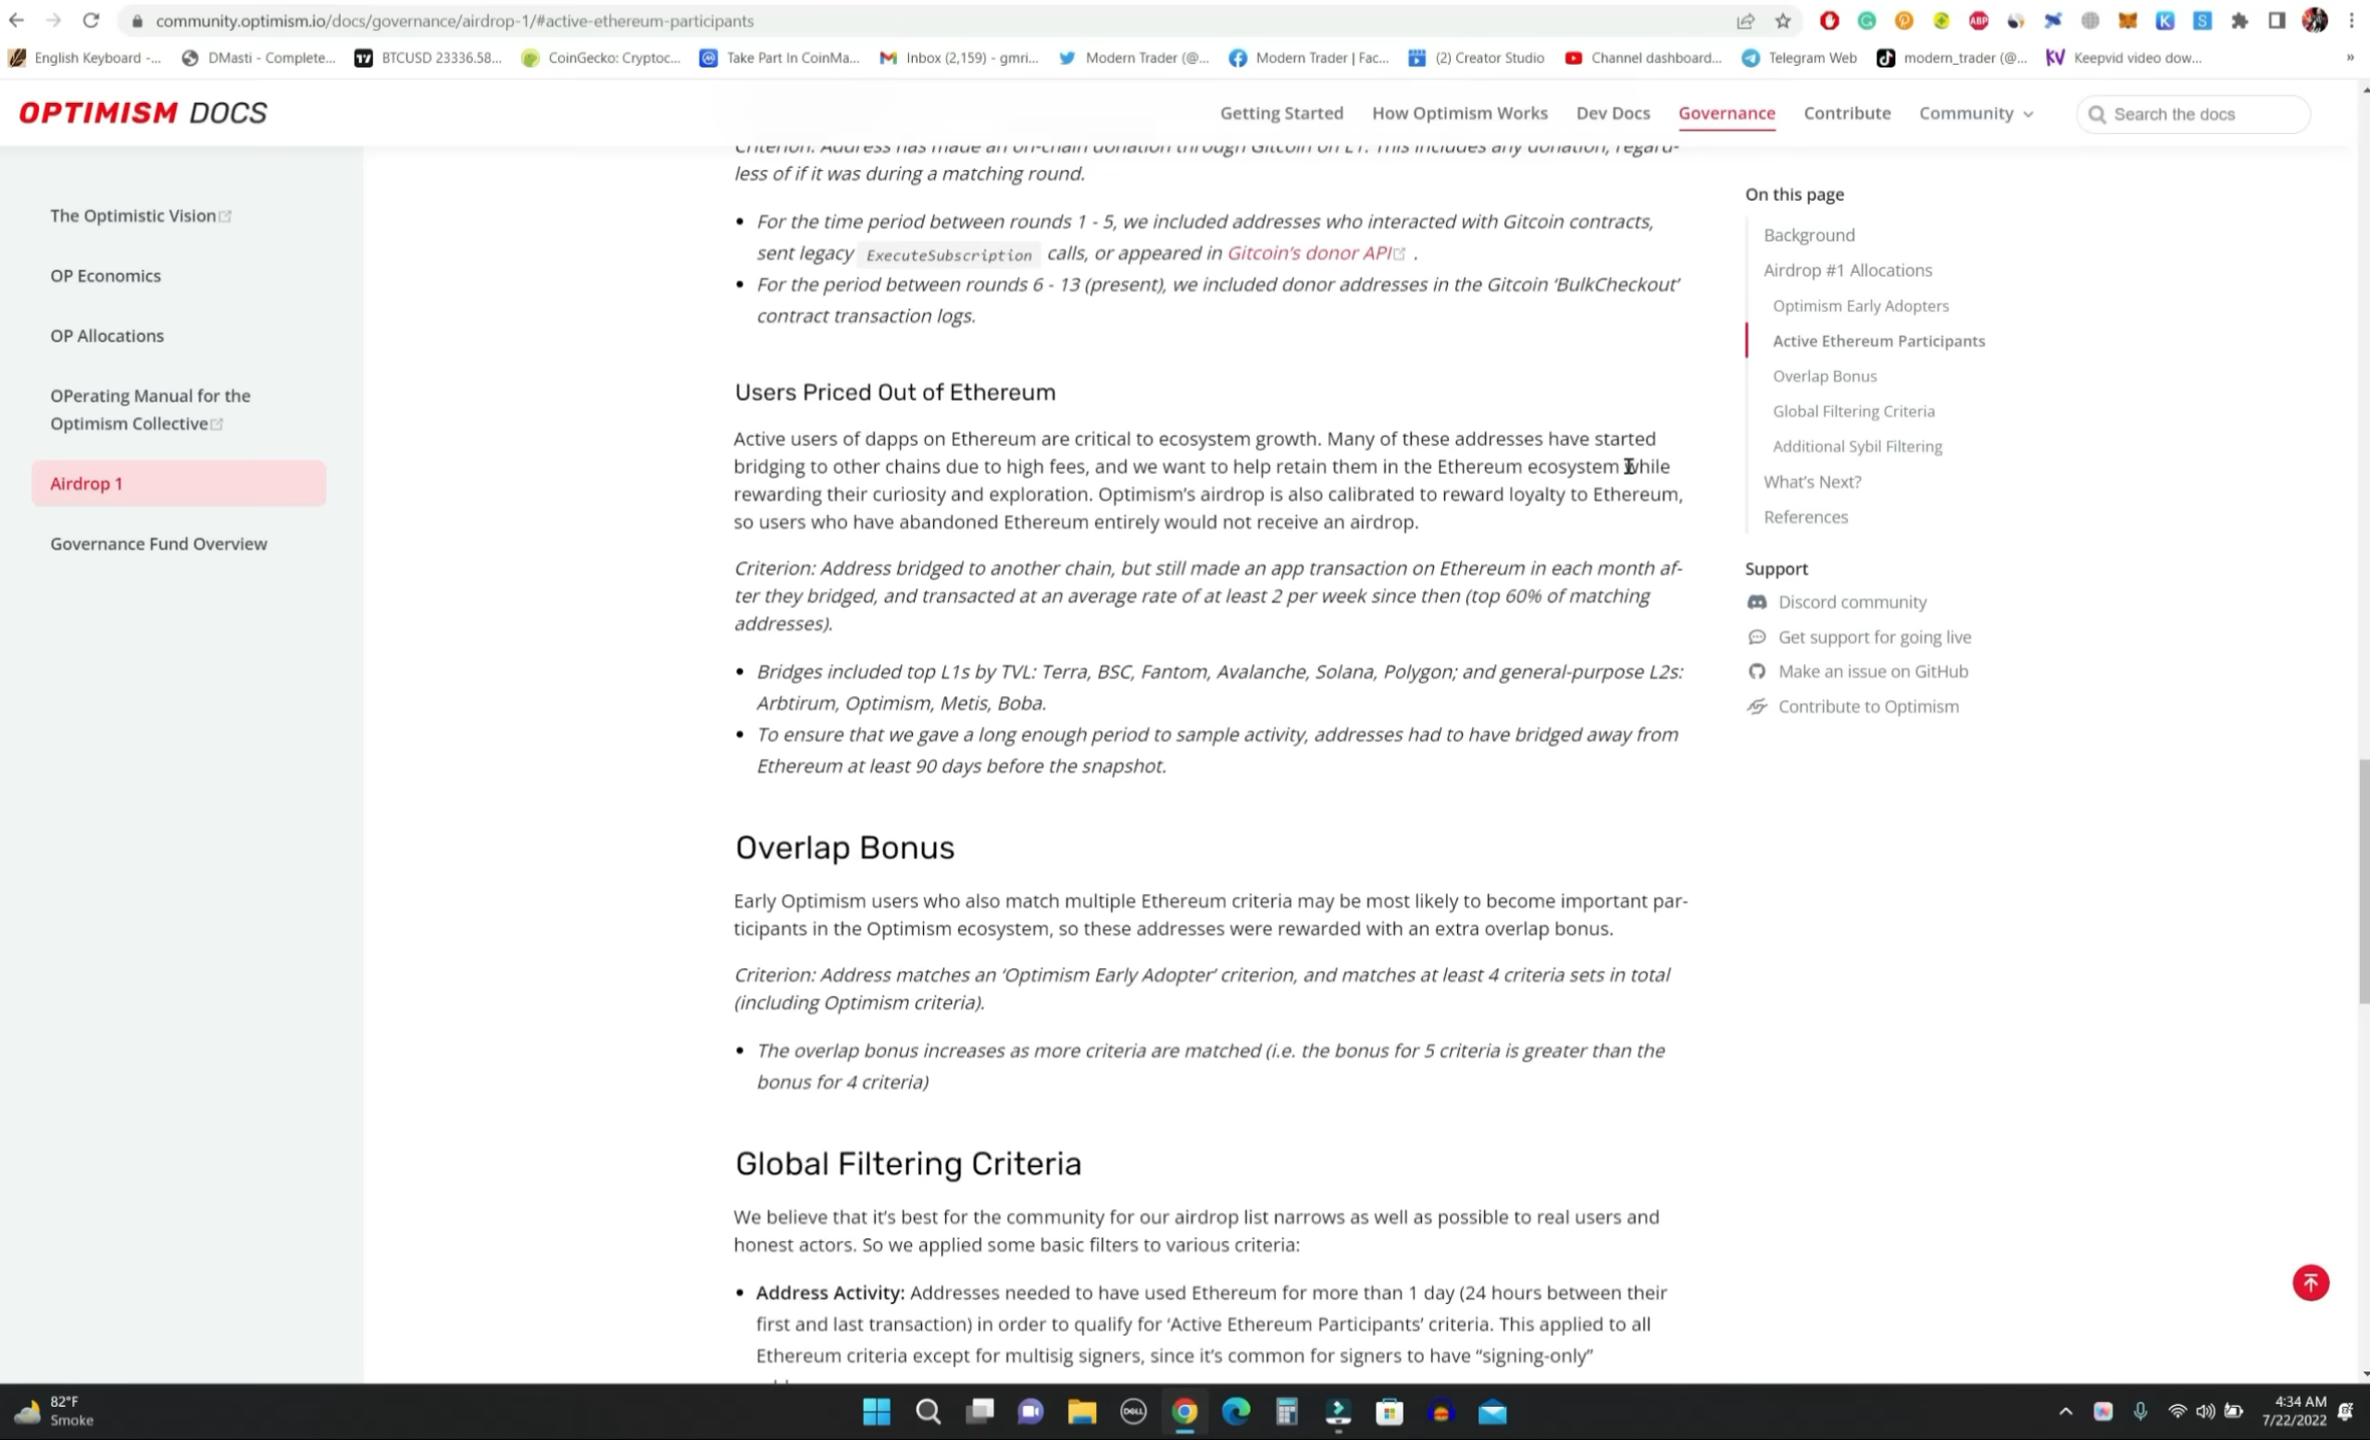 community.optimism.io/docs/governance/airdrop-1/#active-ethereum-participants
English Keyboard -...
DMasti - Complete...
BTCUSD 23336.58...
CoinGecko: Cryptoc...
Take Part In CoinMa...
Inbox (2,159) - gmri...
Modern Trader (@...
Modern Trader | Fac...
(2) Creator Studio
Channel dashboard...
Telegram Web
modern_trader (@...
Keepvid video dow...
OPTIMISM DOCS
Getting Started
How Optimism Works
Dev Docs
Governance
Contribute
Community
Search the docs
The Optimistic Vision
OP Economics
OP Allocations
OPerating Manual for the
Optimism Collective
Airdrop 1
Governance Fund Overview
Criterion: Address has made an on-chain donation through Gitcoin on L1. This includes any donation, regard-
less of if it was during a matching round.
• For the time period between rounds 1 - 5, we included addresses who interacted with Gitcoin contracts,
sent legacy ExecuteSubscription calls, or appeared in Gitcoin's donor API .
• For the period between rounds 6 - 13 (present), we included donor addresses in the Gitcoin ‘BulkCheckout’
contract transaction logs.
Users Priced Out of Ethereum
Active users of dapps on Ethereum are critical to ecosystem growth. Many of these addresses have started
bridging to other chains due to high fees, and we want to help retain them in the Ethereum ecosystem while
rewarding their curiosity and exploration. Optimism’s airdrop is also calibrated to reward loyalty to Ethereum,
so users who have abandoned Ethereum entirely would not receive an airdrop.
Criterion: Address bridged to another chain, but still made an app transaction on Ethereum in each month af-
ter they bridged, and transacted at an average rate of at least 2 per week since then (top 60% of matching
addresses).
• Bridges included top L1s by TVL: Terra, BSC, Fantom, Avalanche, Solana, Polygon; and general-purpose L2s:
Arbtirum, Optimism, Metis, Boba.
• To ensure that we gave a long enough period to sample activity, addresses had to have bridged away from
Ethereum at least 90 days before the snapshot.
Overlap Bonus
Early Optimism users who also match multiple Ethereum criteria may be most likely to become important par-
ticipants in the Optimism ecosystem, so these addresses were rewarded with an extra overlap bonus.
Criterion: Address matches an ‘Optimism Early Adopter’ criterion, and matches at least 4 criteria sets in total
(including Optimism criteria).
• The overlap bonus increases as more criteria are matched (i.e. the bonus for 5 criteria is greater than the
bonus for 4 criteria)
Global Filtering Criteria
We believe that it’s best for the community for our airdrop list narrows as well as possible to real users and
honest actors. So we applied some basic filters to various criteria:
• Address Activity: Addresses needed to have used Ethereum for more than 1 day (24 hours between their
first and last transaction) in order to qualify for ‘Active Ethereum Participants’ criteria. This applied to all
Ethereum criteria except for multisig signers, since it’s common for signers to have “signing-only”
On this page
Background
Airdrop #1 Allocations
Optimism Early Adopters
Active Ethereum Participants
Overlap Bonus
Global Filtering Criteria
Additional Sybil Filtering
What’s Next?
References
Support
Discord community
Get support for going live
Make an issue on GitHub
Contribute to Optimism
82°F
Smoke
4:34 AM
7/22/2022